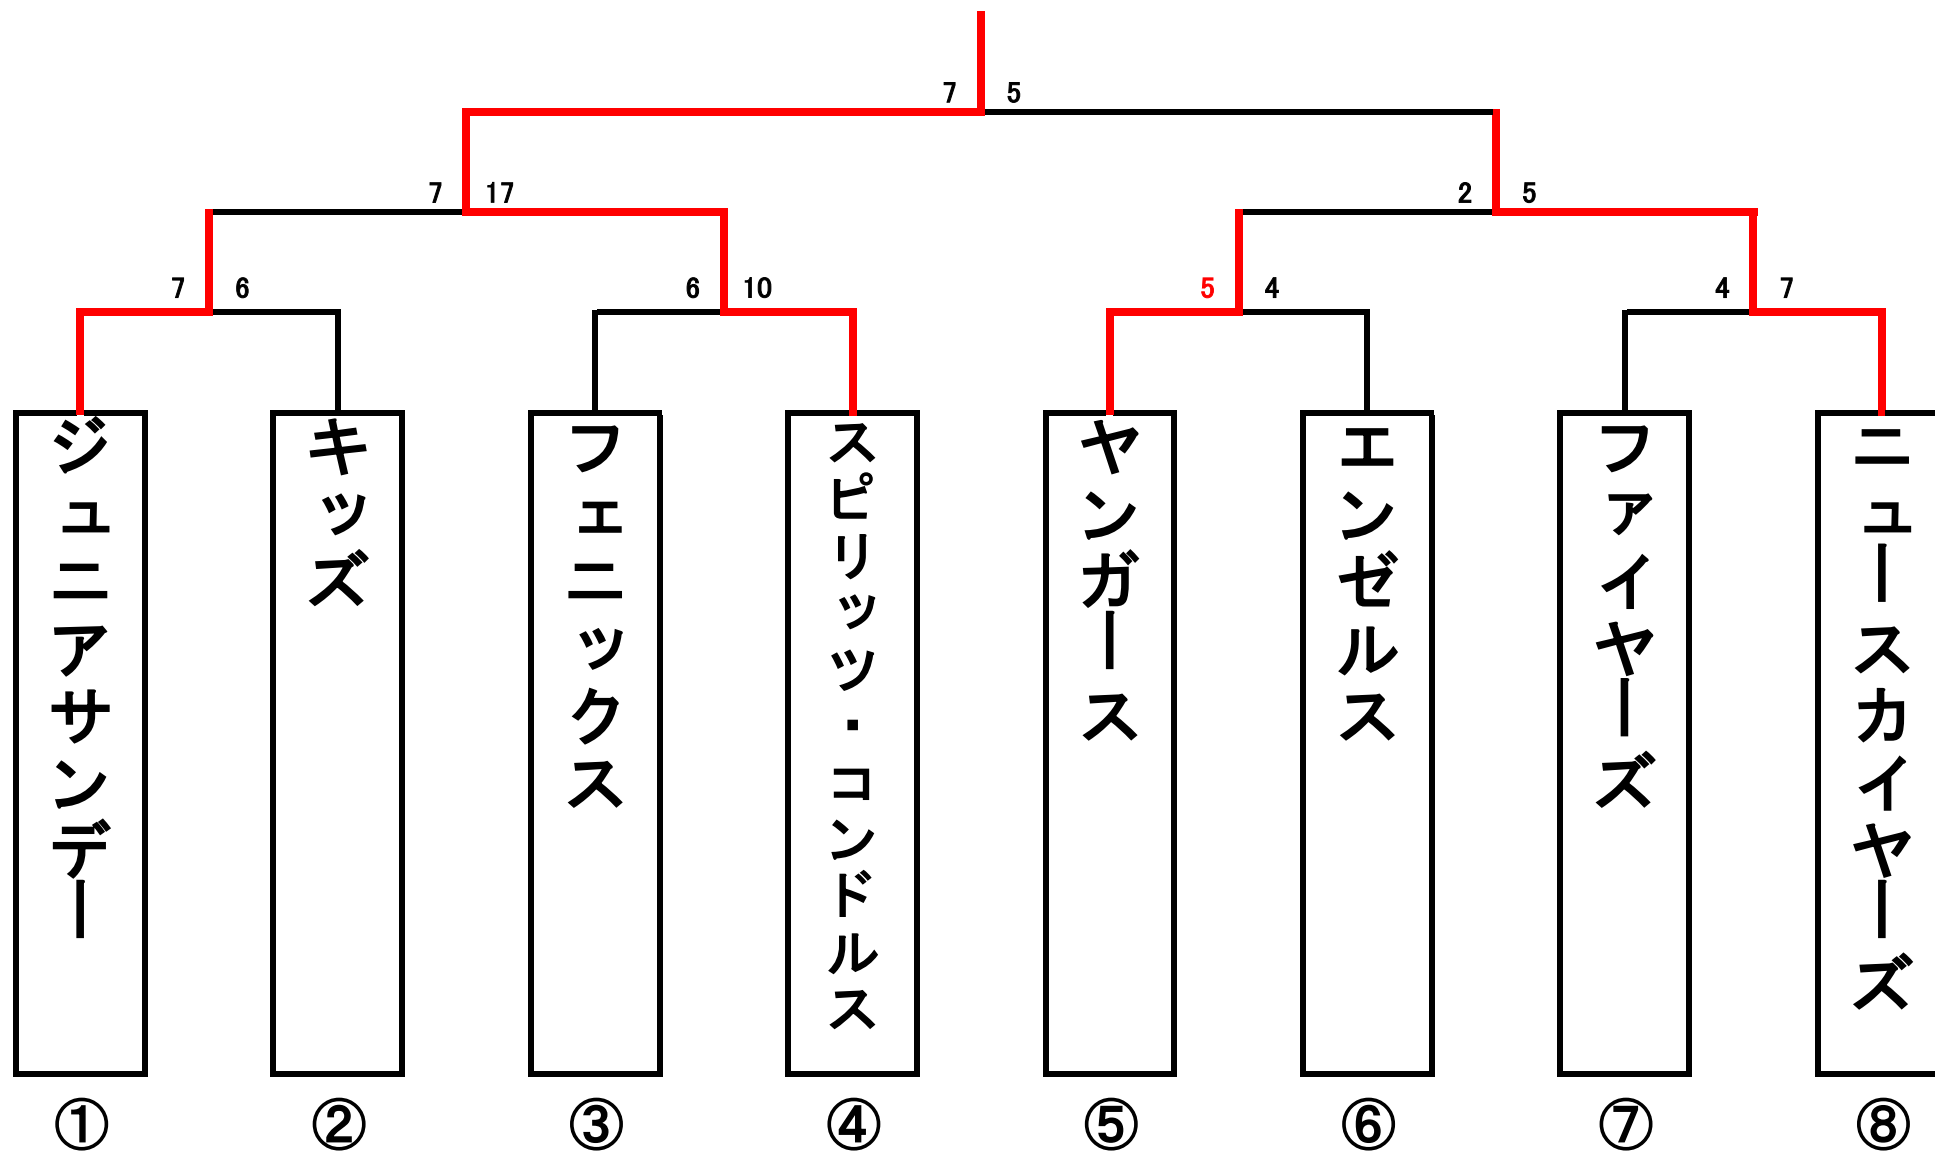 7 5
7 17
2 5
7 6
6 10
5 4
4 7
ジュニアサンデー
キッズ
フェニックス
スピリッツ・コンドルス
ヤンガース
エンゼルス
ファイヤーズ
ニュースカイヤーズ
①
②
③
④
⑤
⑥
⑦
⑧